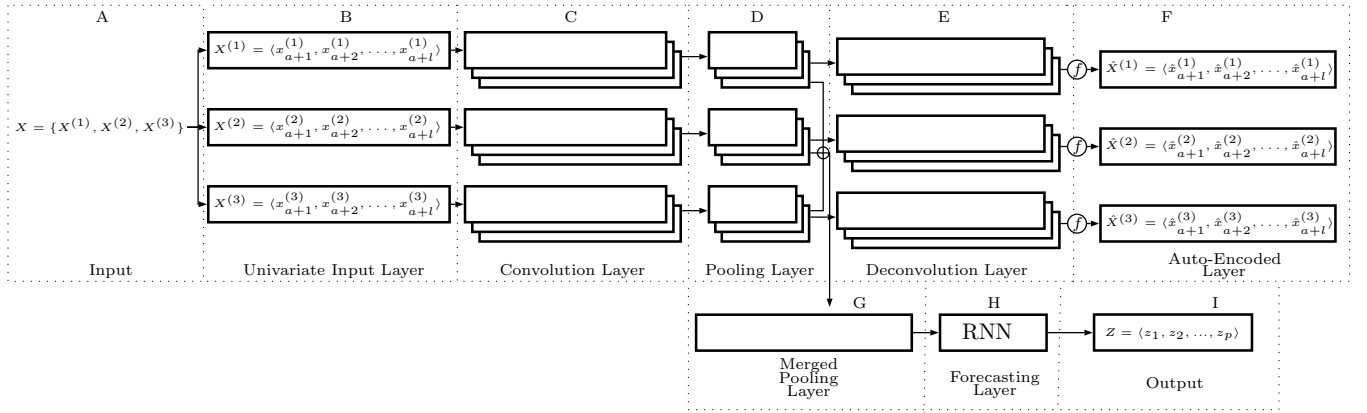 A B C D E F
X^{(1)} = ⟨x^{(1)}_{a+1}, x^{(1)}_{a+2}, . . . , x^{(1)}_{a+l}⟩
f
X̂^{(1)} = ⟨x̂^{(1)}_{a+1}, x̂^{(1)}_{a+2}, . . . , x̂^{(1)}_{a+l}⟩
X = {X^{(1)}, X^{(2)}, X^{(3)}}
X^{(2)} = ⟨x^{(2)}_{a+1}, x^{(2)}_{a+2}, . . . , x^{(2)}_{a+l}⟩
f
X̂^{(2)} = ⟨x̂^{(2)}_{a+1}, x̂^{(2)}_{a+2}, . . . , x̂^{(2)}_{a+l}⟩
X^{(3)} = ⟨x^{(3)}_{a+1}, x^{(3)}_{a+2}, . . . , x^{(3)}_{a+l}⟩
f
X̂^{(3)} = ⟨x̂^{(3)}_{a+1}, x̂^{(3)}_{a+2}, . . . , x̂^{(3)}_{a+l}⟩
Input
Univariate Input Layer
Convolution Layer
Pooling Layer
Deconvolution Layer
Auto-Encoded
Layer
G H I
RNN
Z = ⟨z_1, z_2, ..., z_p⟩
Merged
Pooling
Layer
Forecasting
Layer
Output